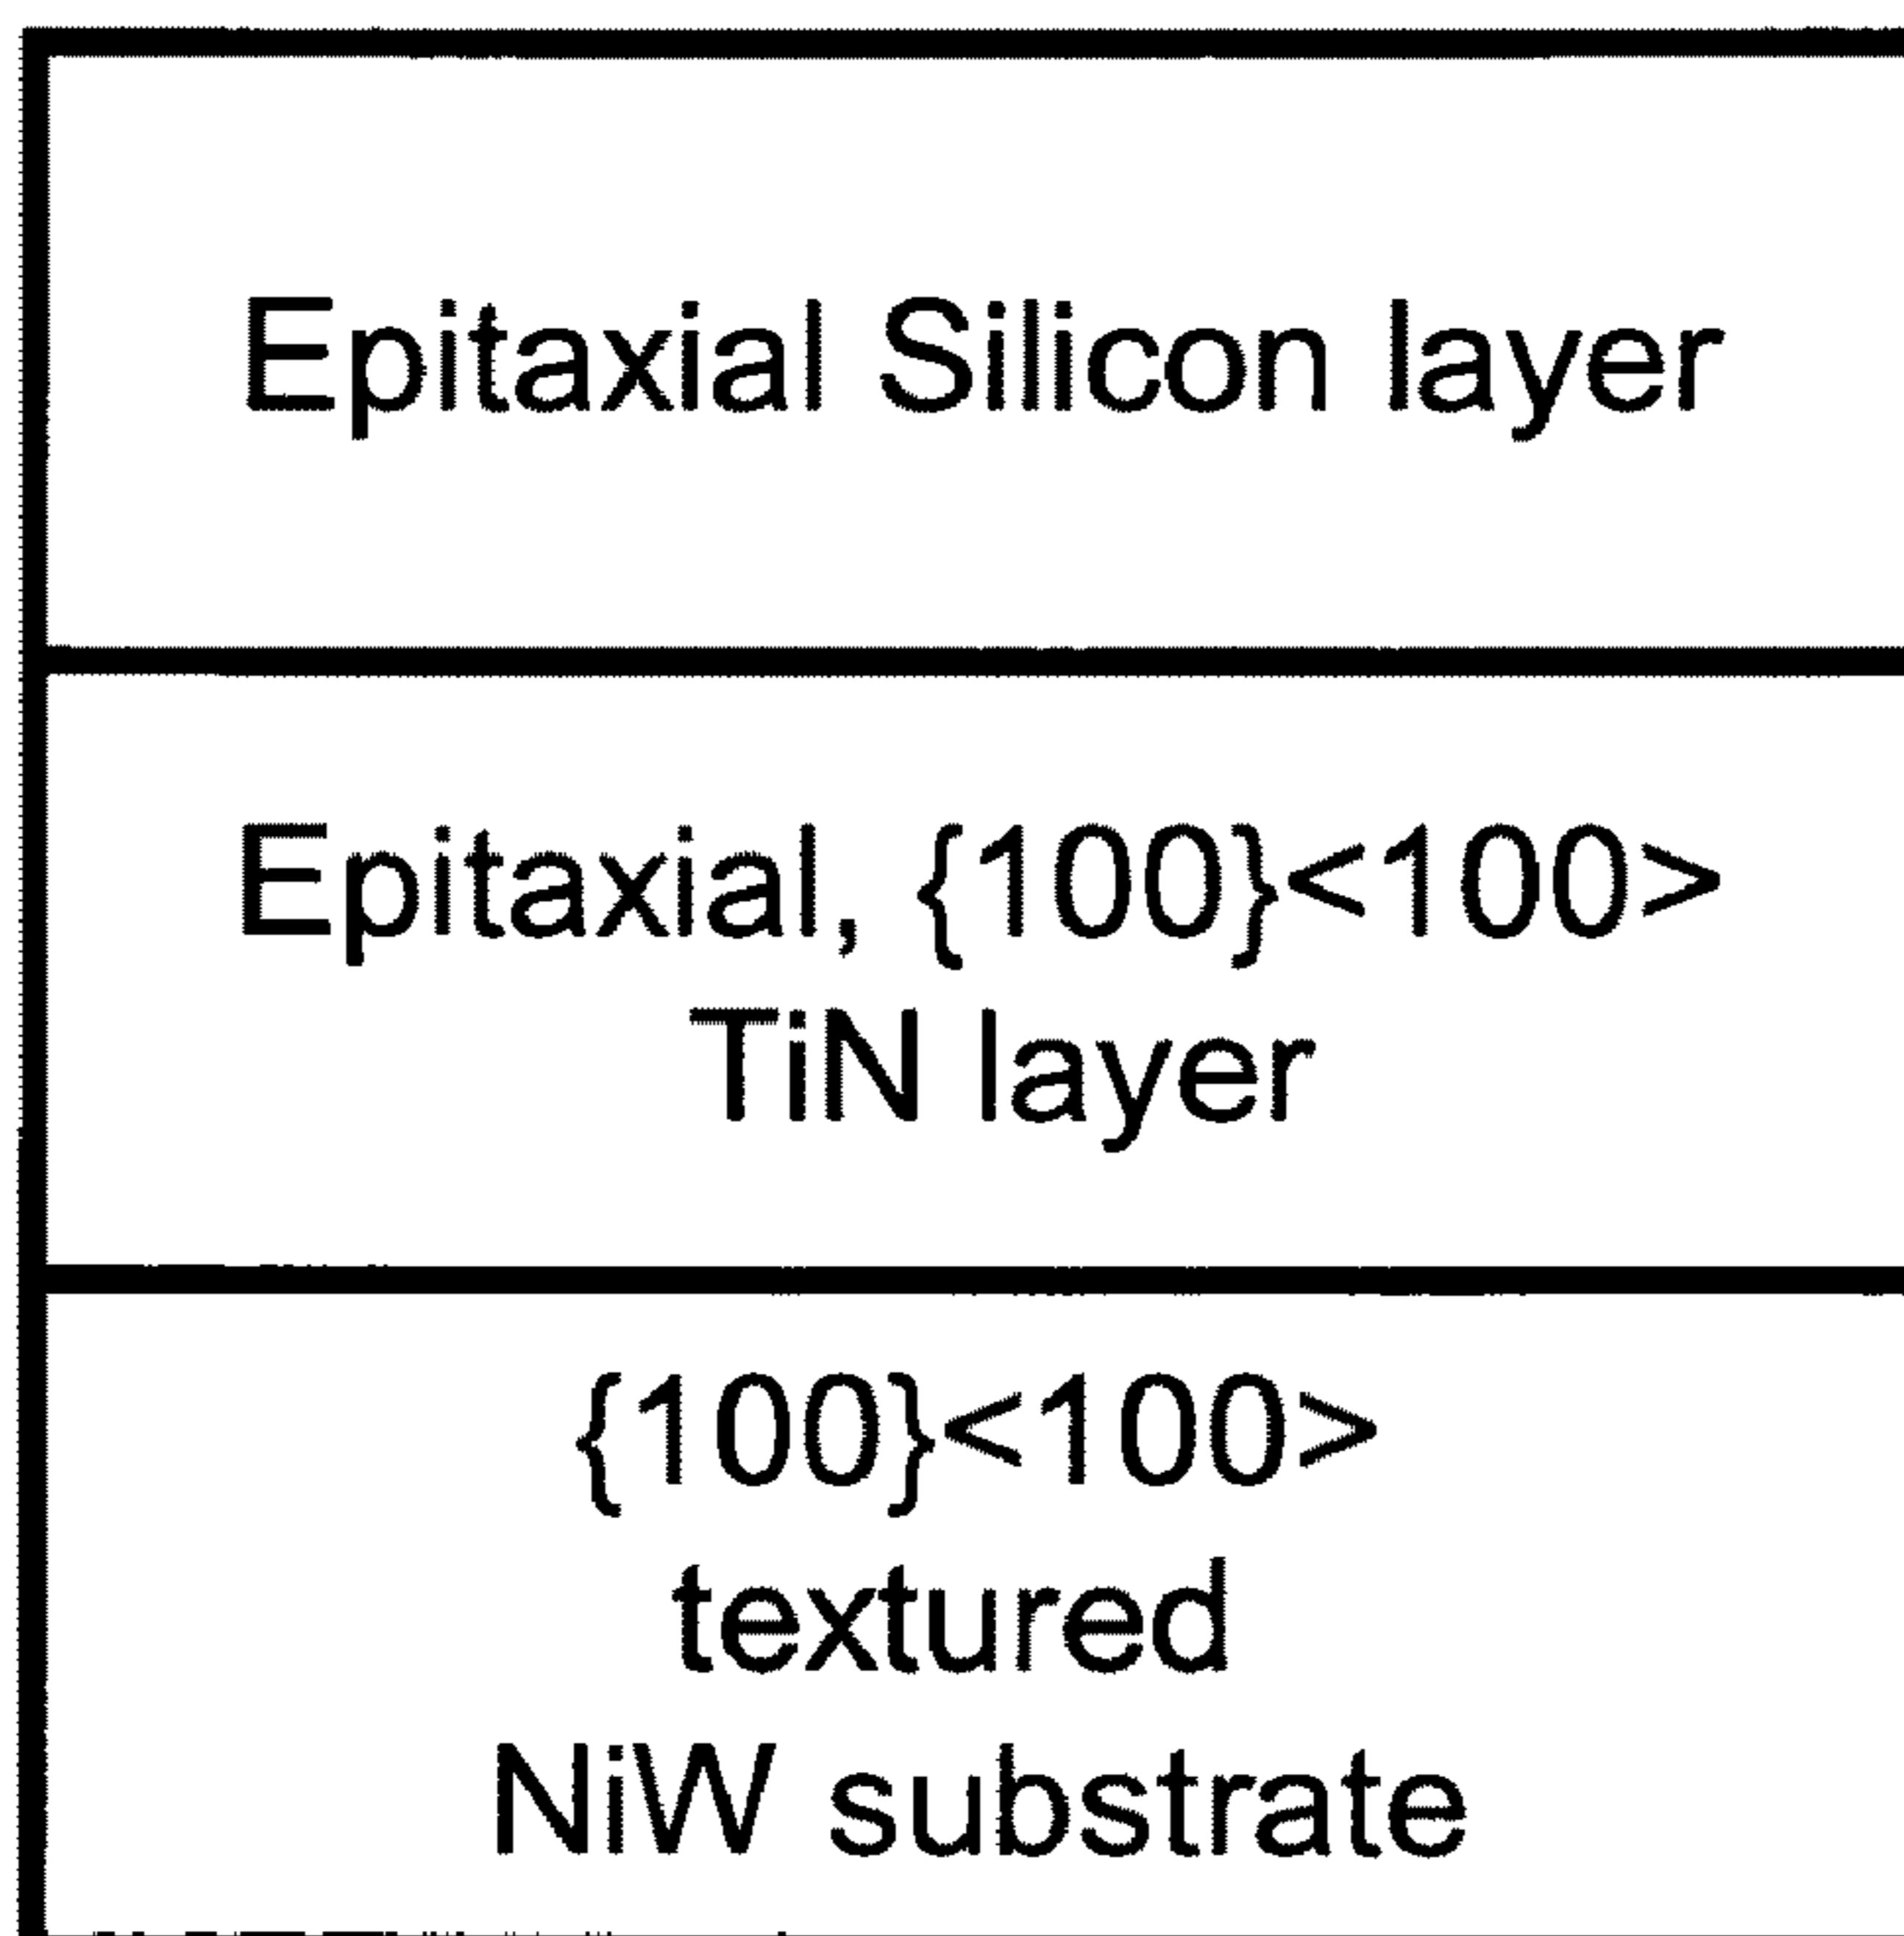 Epitaxial Silicon layer
Epitaxial, {100}<100>
TiN layer
{100}<100>
textured
NiW substrate